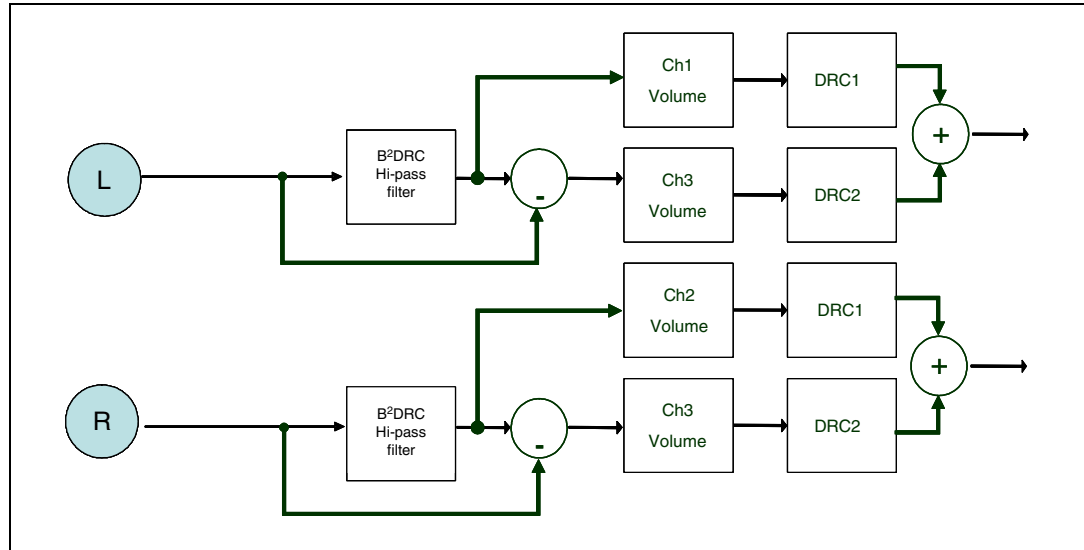 L
B²DRC
Hi-pass
filter
-
Ch1
Volume
DRC1
Ch3
Volume
DRC2
+
R
B²DRC
Hi-pass
filter
-
Ch2
Volume
DRC1
Ch3
Volume
DRC2
+